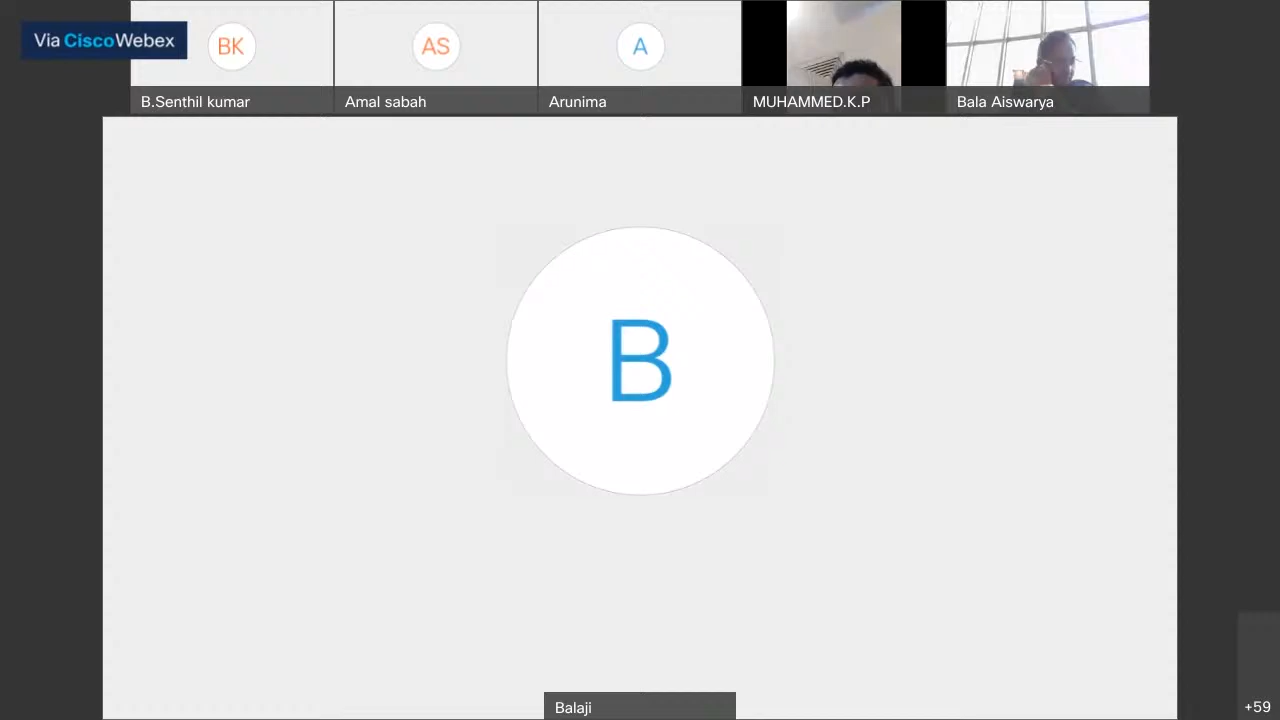 Via CiscoWebex
BK
AS
A
B.Senthil kumar
Amal sabah
Arunima
MUHAMMED.K.P
Bala Aiswarya
B
Balaji
+59